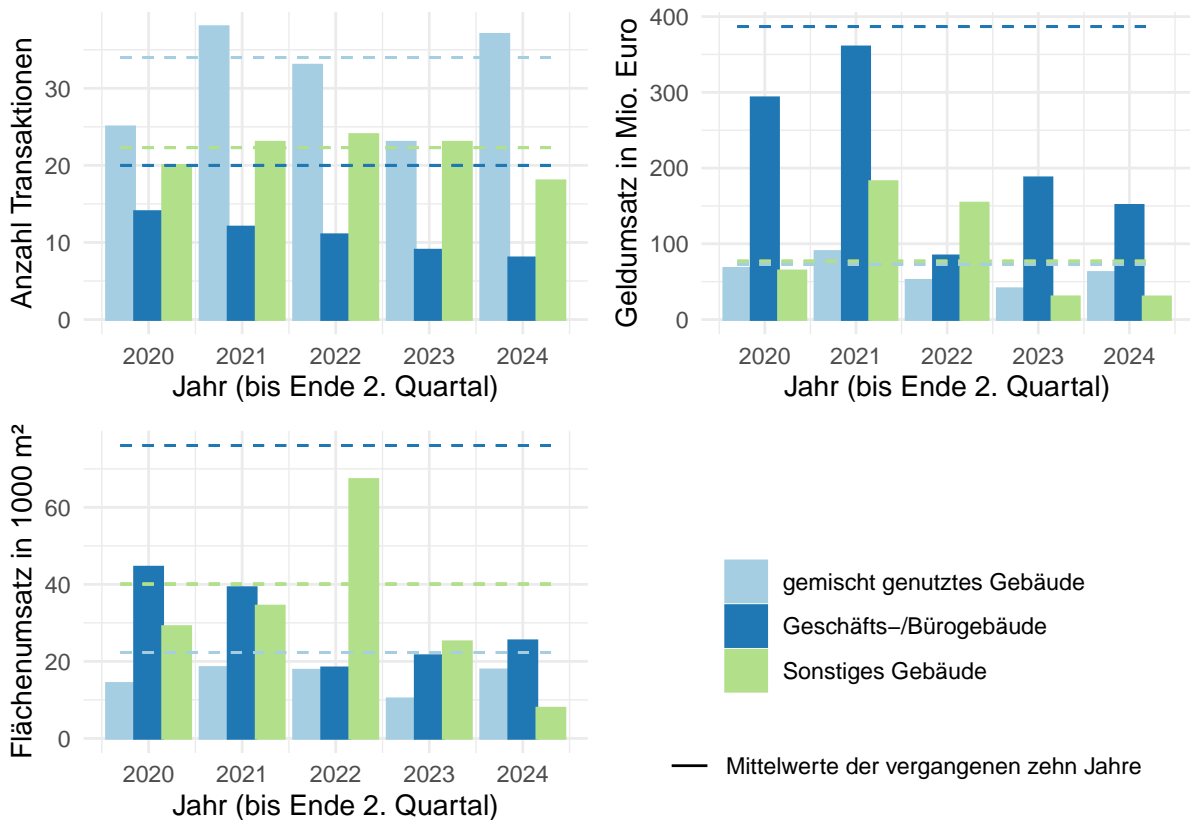 Anzahl Transaktionen
30
20
10
0
2020 2021 2022 2023 2024
Jahr (bis Ende 2. Quartal)
Geldumsatz in Mio. Euro
400
300
200
100
0
2020 2021 2022 2023 2024
Jahr (bis Ende 2. Quartal)
Flächenumsatz in 1000 m²
60
40
20
0
2020 2021 2022 2023 2024
Jahr (bis Ende 2. Quartal)
gemischt genutztes Gebäude
Geschäfts−/Bürogebäude
Sonstiges Gebäude
Mittelwerte der vergangenen zehn Jahre